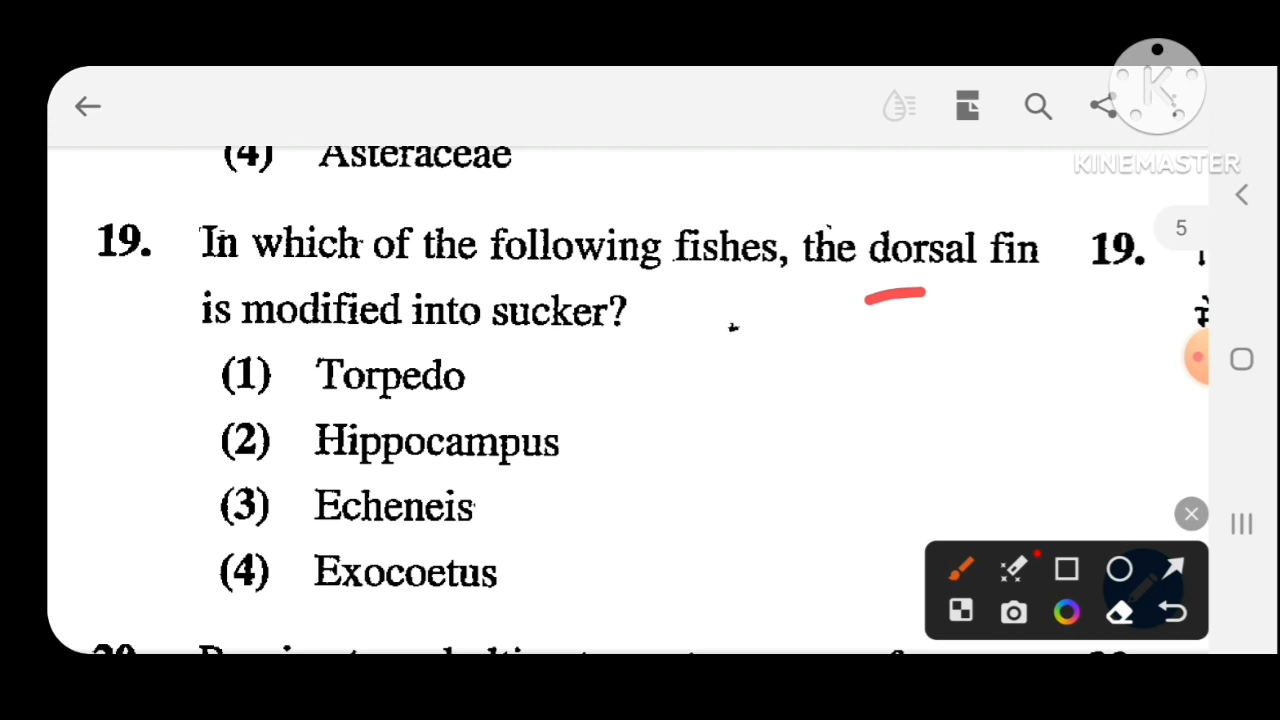 KINEMASTER
(4) Asteraceae
5
19. In which of the following fishes, the dorsal fin 19.
is modified into sucker?
(1) Torpedo
(2) Hippocampus
(3) Echeneis
(4) Exocoetus